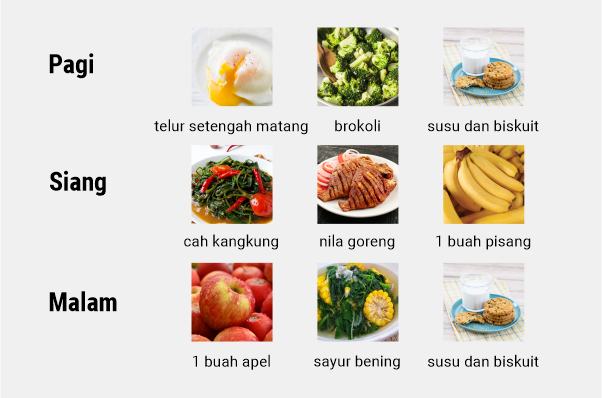 Pagi
telur setengah matang
brokoli
susu dan biskuit
Siang
cah kangkung
nila goreng
1 buah pisang
Malam
1 buah apel
sayur bening
susu dan biskuit